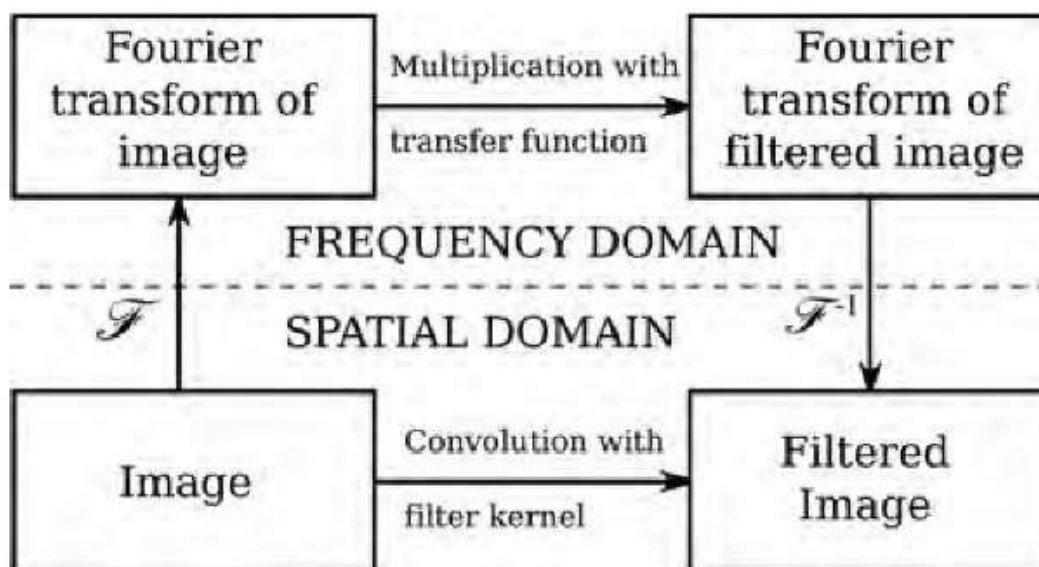 Fourier
transform of
image
Multiplication with
transfer function
Fourier
transform of
filtered image
FREQUENCY DOMAIN
ℱ
ℱ⁻¹
SPATIAL DOMAIN
Image
Convolution with
filter kernel
Filtered
Image